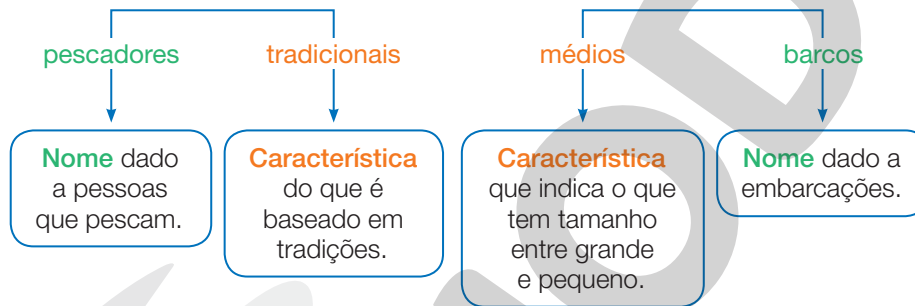 pescadores
tradicionais
médios
barcos
Nome dado
a pessoas
que pescam.
Característica
do que é
baseado em
tradições.
Característica
que indica o que
tem tamanho
entre grande
e pequeno.
Nome dado a
embarcações.